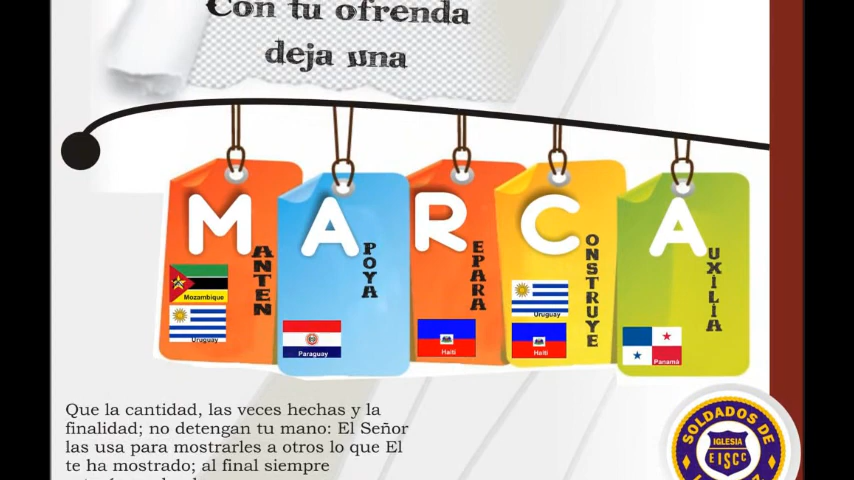 Con tu ofrenda
deja una
M A R C A
ANTEN
POYA
EPARA
ONSTRUYE
UXILIA
Mozambique
Uruguay
Paraguay
Haití
Uruguay
Haití
Panamá
Que la cantidad, las veces hechas y la
finalidad; no detengan tu mano: El Señor
las usa para mostrarles a otros lo que El
te ha mostrado; al final siempre
SOLDADOS DE
IGLESIA
EISCC